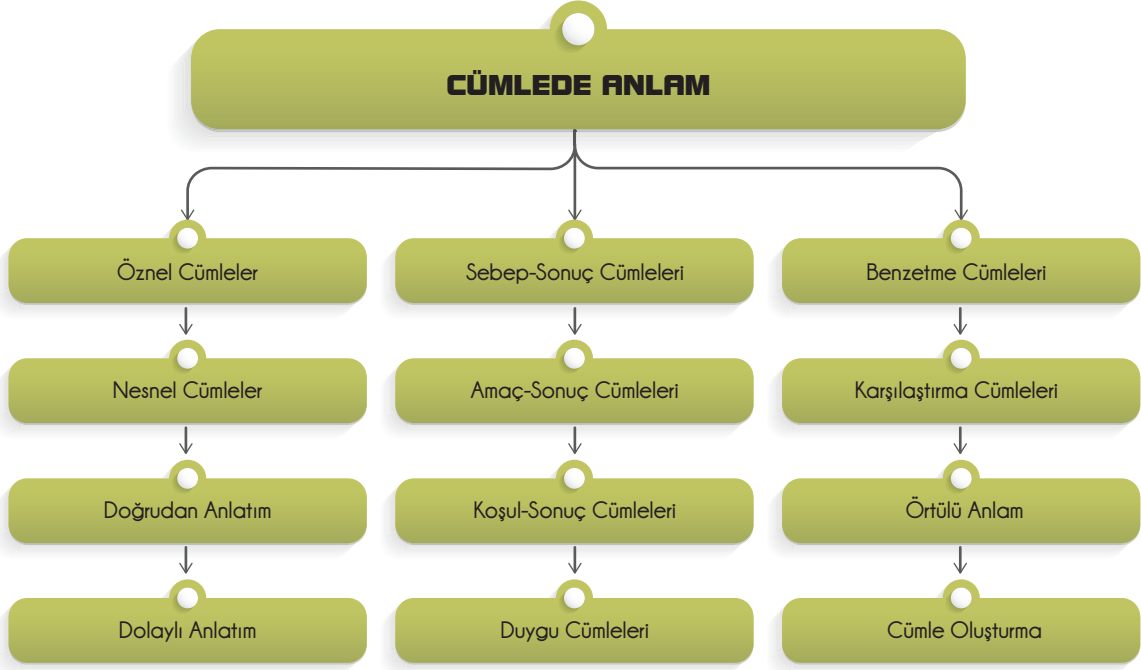 CÜMLEDE ANLAM
Öznel Cümleler
Nesnel Cümleler
Doğrudan Anlatım
Dolaylı Anlatım
Sebep-Sonuç Cümleleri
Amaç-Sonuç Cümleleri
Koşul-Sonuç Cümleleri
Duygu Cümleleri
Benzetme Cümleleri
Karşılaştırma Cümleleri
Örtülü Anlam
Cümle Oluşturma